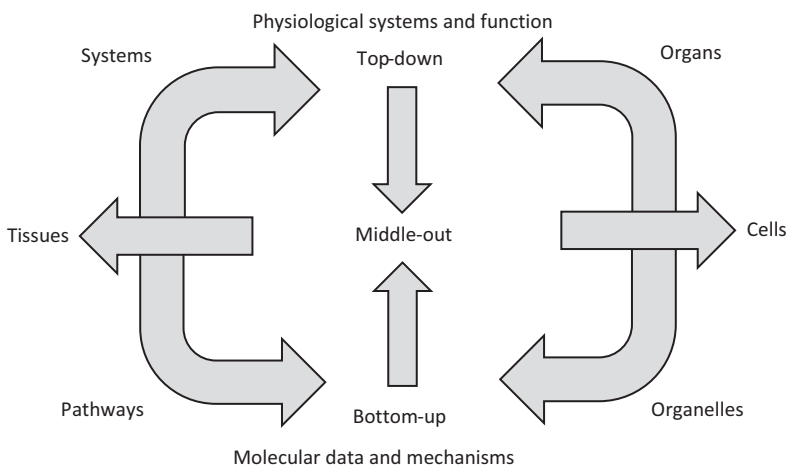 Physiological systems and function
Systems
Top-down
Organs
Tissues
Middle-out
Cells
Pathways
Bottom-up
Organelles
Molecular data and mechanisms